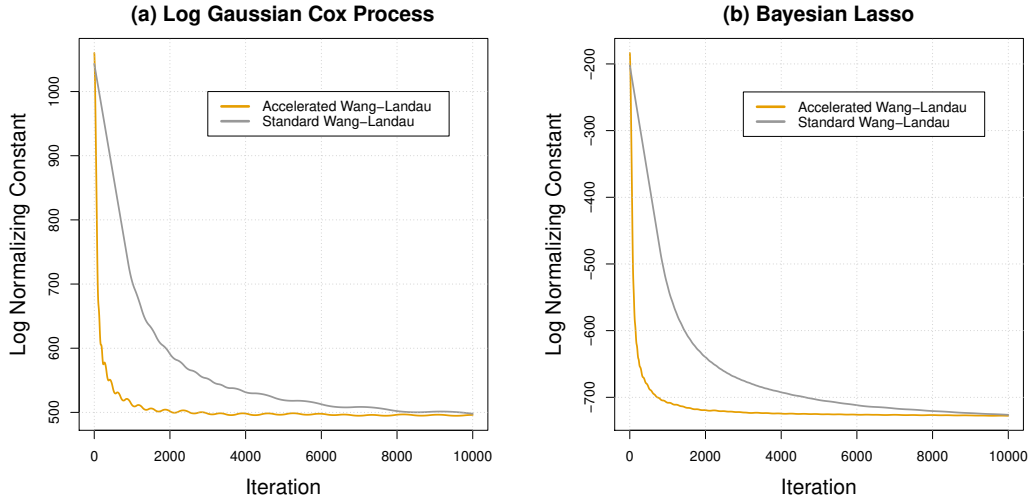 (a) Log Gaussian Cox Process
Log Normalizing Constant
1000
900
800
700
600
500
Accelerated Wang−Landau
Standard Wang−Landau
0 2000 4000 6000 8000 10000
Iteration
(b) Bayesian Lasso
Log Normalizing Constant
−200
−300
−400
−500
−600
−700
Accelerated Wang−Landau
Standard Wang−Landau
0 2000 4000 6000 8000 10000
Iteration